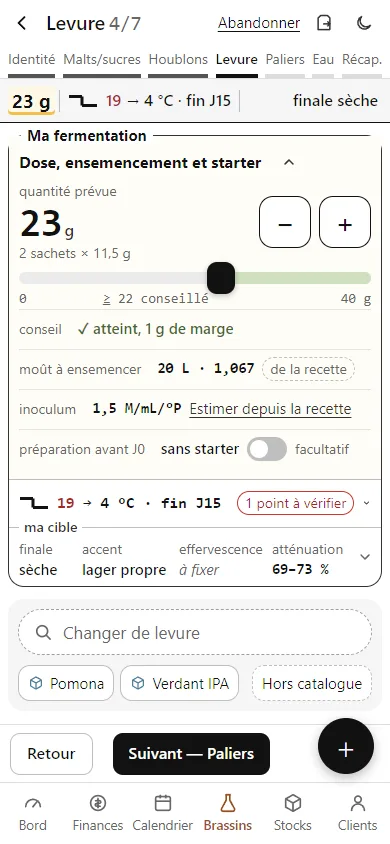 Levure 4/7 Abandonner
Identité Malts/sucres Houblons Levure Paliers Eau Récap.
23 g 19 → 4 °C · fin J15 finale sèche
Ma fermentation
Dose, ensemencement et starter
quantité prévue
23 g
− +
2 sachets × 11,5 g
0 ≥ 22 conseillé 40 g
conseil ✓ atteint, 1 g de marge
moût à ensemencer 20 L · 1,067 de la recette
inoculum 1,5 M/mL/°P Estimer depuis la recette
préparation avant J0 sans starter facultatif
19 → 4 °C · fin J15 1 point à vérifier
ma cible
finale accent effervescence atténuation
sèche lager propre à fixer 69–73 %
Changer de levure
Pomona Verdant IPA Hors catalogue
Retour Suivant — Paliers +
Bord Finances Calendrier Brassins Stocks Clients